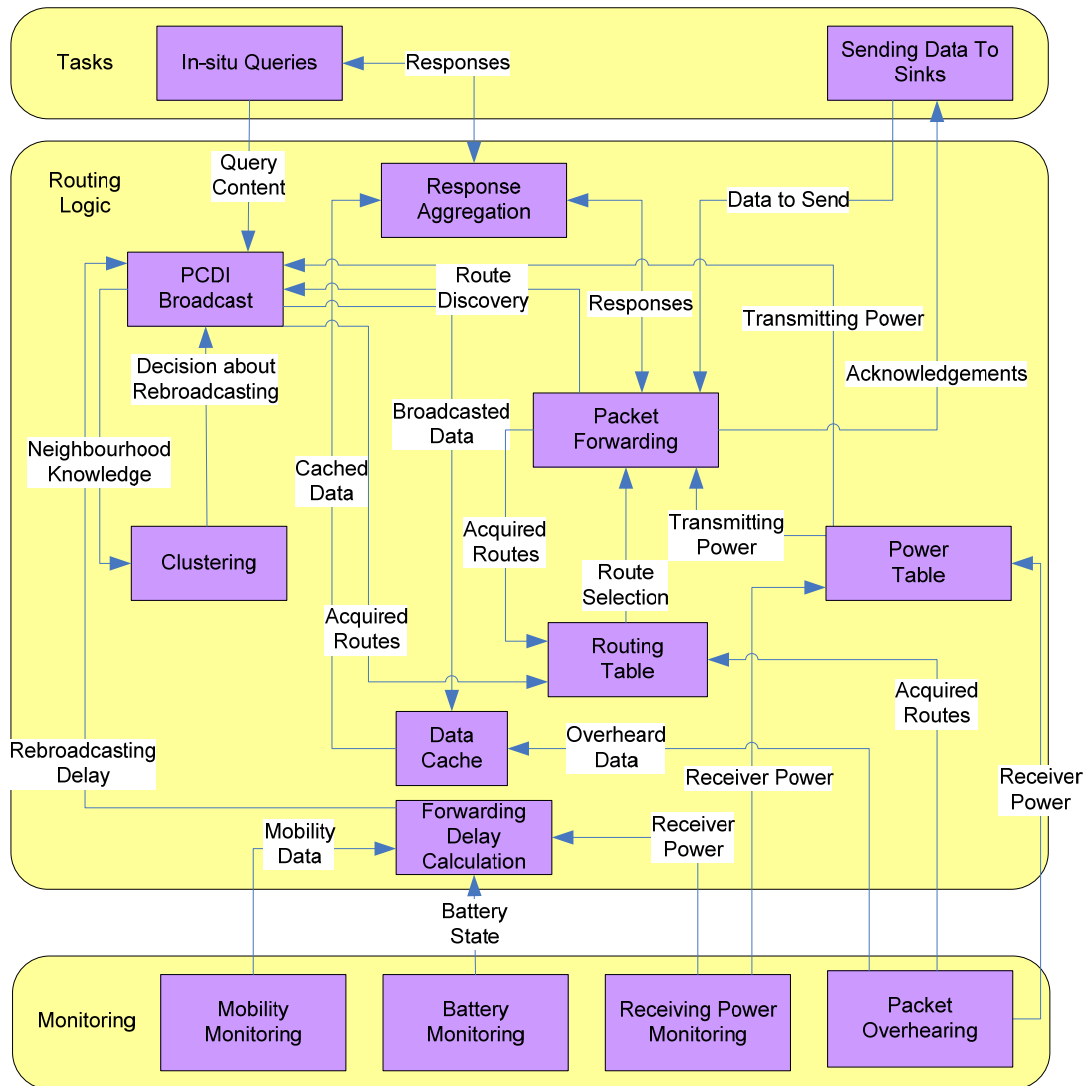 Tasks
In-situ Queries
Responses
Sending Data To
Sinks
Query
Content
Routing
Logic
Response
Aggregation
Data to Send
PCDI
Broadcast
Route
Discovery
Responses
Transmitting Power
Decision about
Rebroadcasting
Acknowledgements
Broadcasted
Data
Packet
Forwarding
Neighbourhood
Knowledge
Cached
Data
Acquired
Routes
Transmitting
Power
Clustering
Route
Selection
Power
Table
Acquired
Routes
Routing
Table
Acquired
Routes
Data
Cache
Overheard
Data
Rebroadcasting
Delay
Receiver Power
Receiver
Power
Forwarding
Delay
Calculation
Mobility
Data
Receiver
Power
Battery
State
Monitoring
Mobility
Monitoring
Battery
Monitoring
Receiving Power
Monitoring
Packet
Overhearing